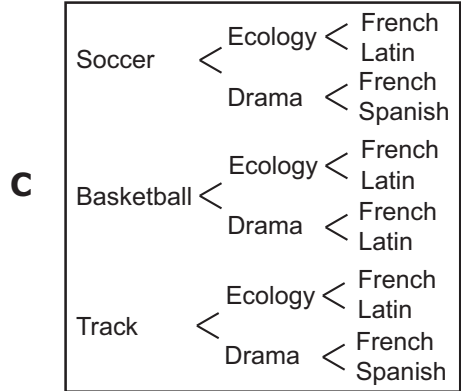 C
Soccer
Ecology
French
Latin
Drama
French
Spanish
Basketball
Ecology
French
Latin
Drama
French
Latin
Track
Ecology
French
Latin
Drama
French
Spanish